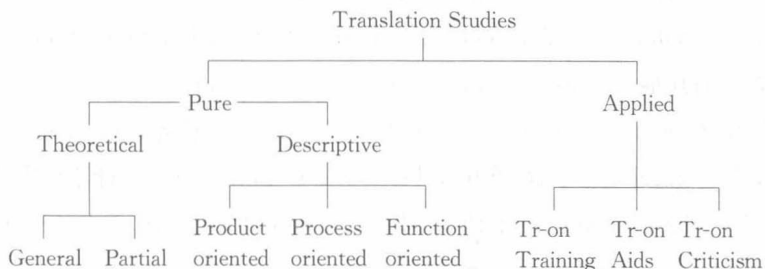 Translation Studies
Pure
Applied
Theoretical
Descriptive
General
Partial
Product
oriented
Process
oriented
Function
oriented
Tr-on
Training
Tr-on
Aids
Tr-on
Criticism